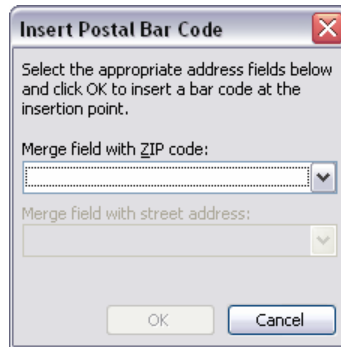 Insert Postal Bar Code
Select the appropriate address fields below
and click OK to insert a bar code at the
insertion point.
Merge field with ZIP code:
Merge field with street address:
OK
Cancel